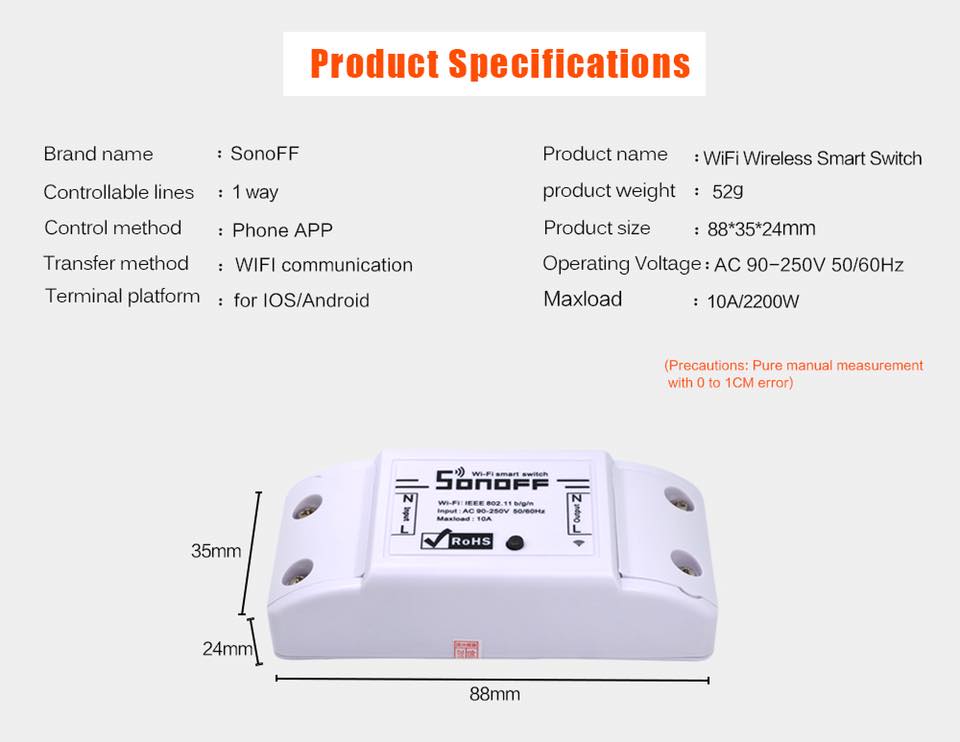 Product Specifications
Brand name : SonoFF
Controllable lines : 1 way
Control method : Phone APP
Transfer method : WIFI communication
Terminal platform : for IOS/Android
Product name : WiFi Wireless Smart Switch
product weight : 52g
Product size : 88*35*24mm
Operating Voltage : AC 90-250V 50/60Hz
Maxload : 10A/2200W
(Precautions: Pure manual measurement
with 0 to 1CM error)
Wi-Fi smart switch
SONOFF
Wi-Fi: IEEE 802.11 b/g/n
Input : AC 90-250V 50/60Hz
Maxload : 10A
N Input L
N Output L
RoHS
35mm
24mm
88mm